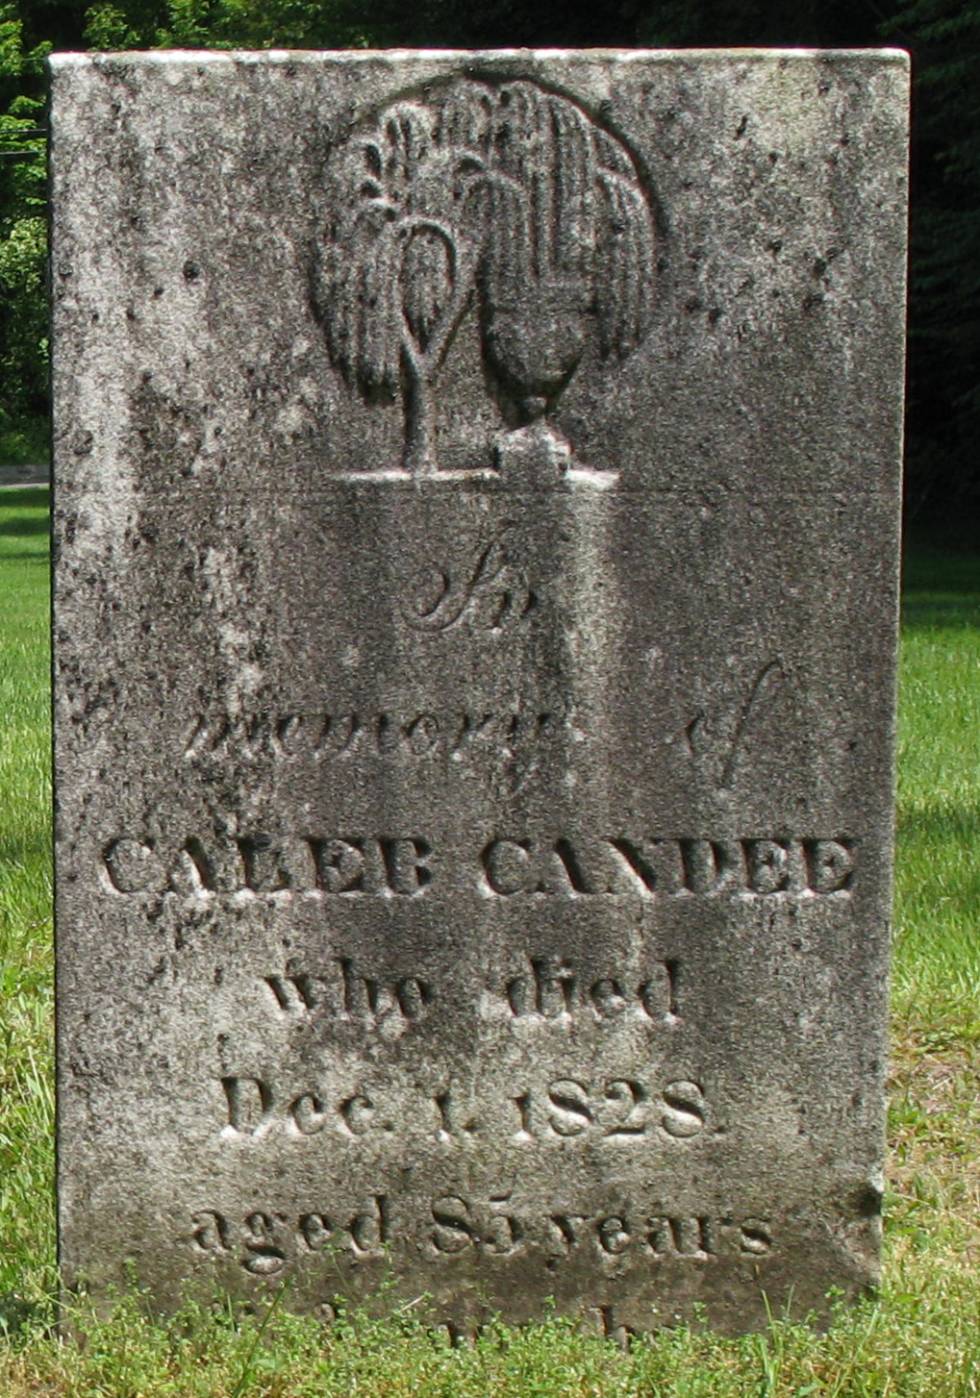 In
memory of
CALEB CANDEE
who died
Dec. 1. 1828.
aged 85 years